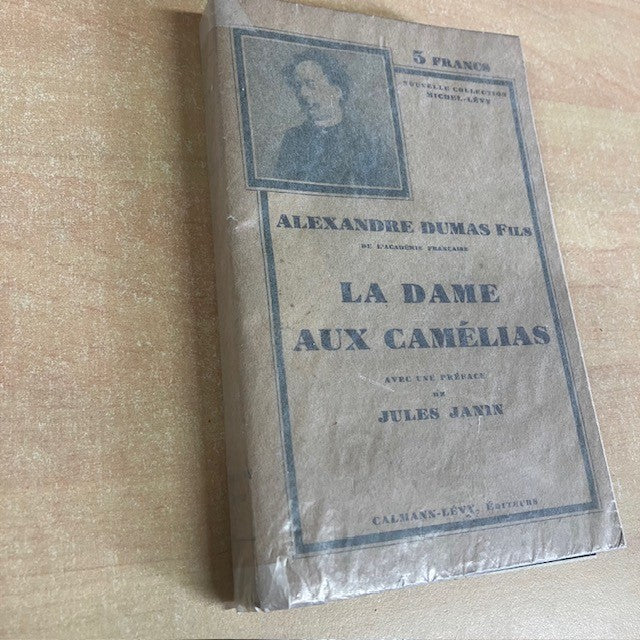 5 FRANCS
NOUVELLE COLLECTION
MICHEL-LÉVY
ALEXANDRE DUMAS FILS
DE L'ACADÉMIE FRANÇAISE
LA DAME
AUX CAMÉLIAS
AVEC UNE PRÉFACE
DE
JULES JANIN
CALMANN-LÉVY, ÉDITEURS